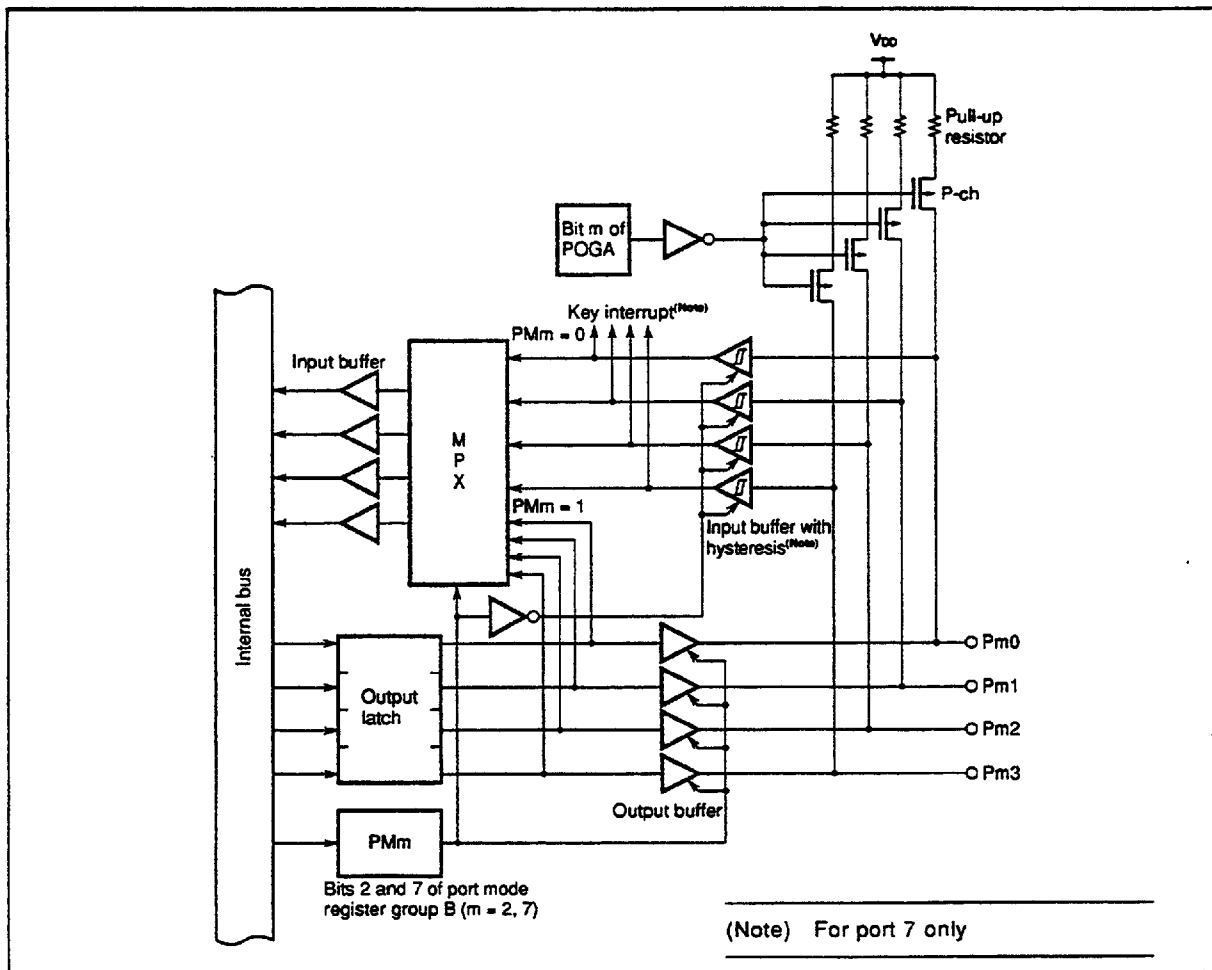 VDD
Pull-up
resistor
P-ch
Bit m of
POGA
Key interrupt(Note)
PMm = 0
Input buffer
M
P
X
PMm = 1
Input buffer with
hysteresis(Note)
Internal bus
Output
latch
Pm0
Pm1
Pm2
Pm3
Output buffer
PMm
Bits 2 and 7 of port mode
register group B (m = 2, 7)
(Note) For port 7 only